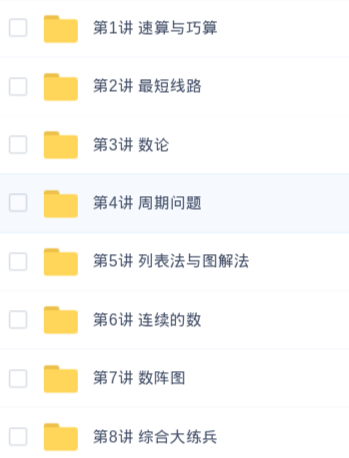 第1讲 速算与巧算
第2讲 最短线路
第3讲 数论
第4讲 周期问题
第5讲 列表法与图解法
第6讲 连续的数
第7讲 数阵图
第8讲 综合大练兵